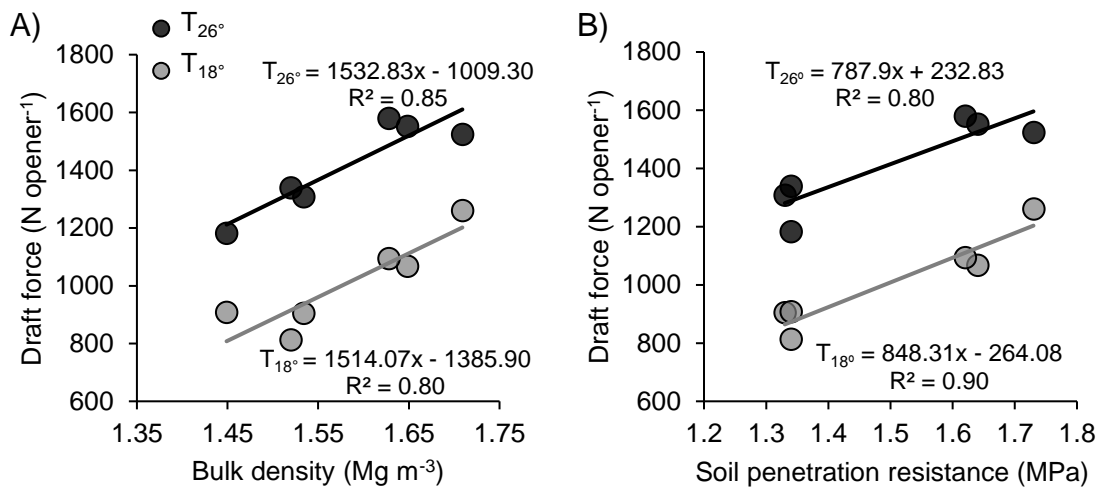 A)
T26°
T18°
Draft force (N opener-1)
1800
1600
1400
1200
1000
800
600
T26° = 1532.83x - 1009.30
R² = 0.85
T18° = 1514.07x - 1385.90
R² = 0.80
1.35 1.45 1.55 1.65 1.75
Bulk density (Mg m-3)
B)
Draft force (N opener-1)
1800
1600
1400
1200
1000
800
600
T26º = 787.9x + 232.83
R² = 0.80
T18º = 848.31x - 264.08
R² = 0.90
1.2 1.3 1.4 1.5 1.6 1.7 1.8
Soil penetration resistance (MPa)